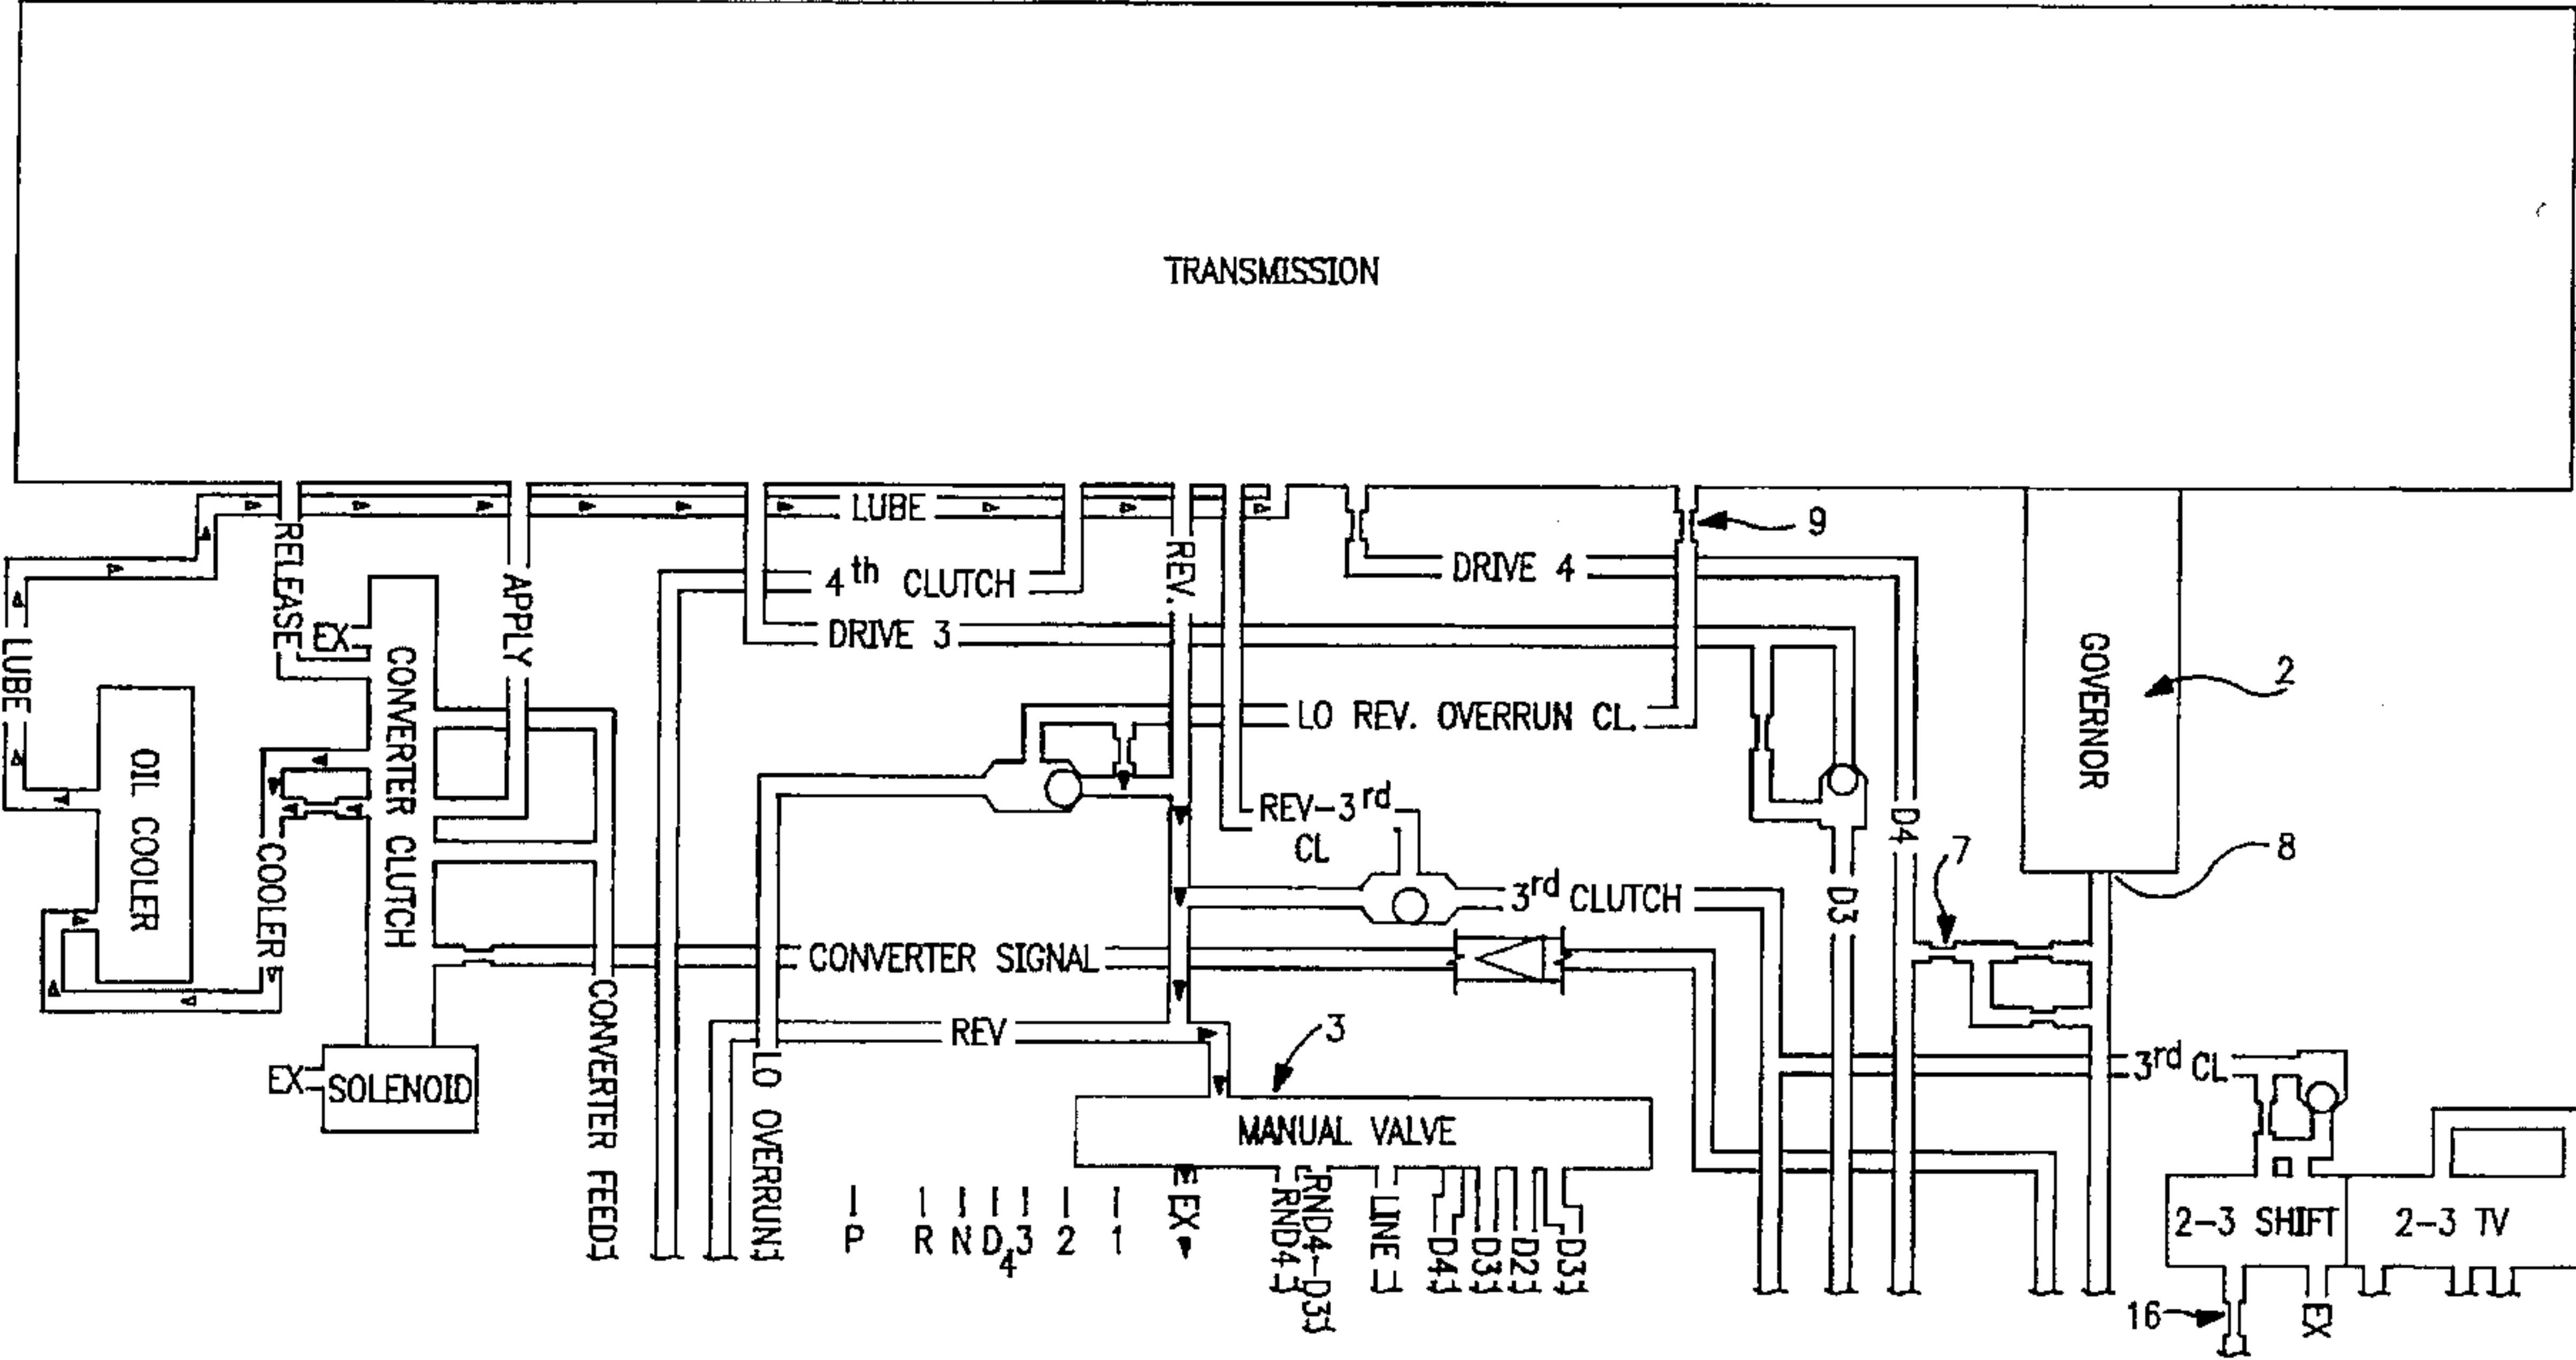 TRANSMISSION
LUBE
9
RELEASE
REV.
4th CLUTCH
DRIVE 4
APPLY
EX
DRIVE 3
LUBE
CONVERTER CLUTCH
GOVERNOR
2
LO REV. OVERRUN CL.
OIL COOLER
REV-3rd
CL
D4
7
8
COOLER
3rd CLUTCH
D3
CONVERTER SIGNAL
CONVERTER FEED
REV
3
LO OVERRUN
3rd CL
EX
SOLENOID
MANUAL VALVE
P R N D4 3 2 1
EX
RND4
RND4-D3
LINE
D4
D3
D2
D3
2-3 SHIFT
2-3 TV
16
EX